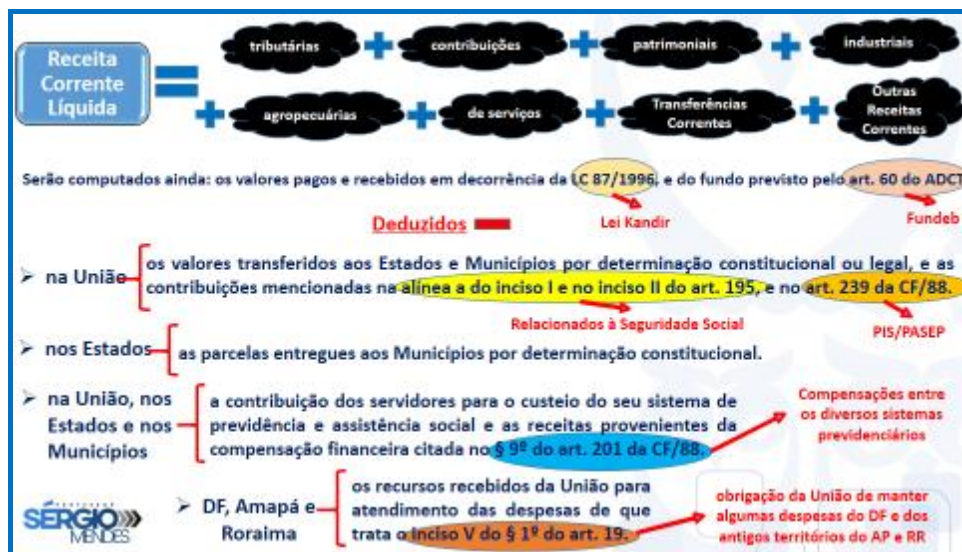 Receita
Corrente
Líquida
tributárias
contribuições
patrimoniais
industriais
agropecuárias
de serviços
Transferências
Correntes
Outras
Receitas
Correntes
Serão computados ainda: os valores pagos e recebidos em decorrência da LC 87/1996, e do fundo previsto pelo art. 60 do ADCT
Lei Kandir
Fundeb
Deduzidos
na União
os valores transferidos aos Estados e Municípios por determinação constitucional ou legal, e as
contribuições mencionadas na alínea a do inciso I e no inciso II do art. 195, e no art. 239 da CF/88.
Relacionados à Seguridade Social
PIS/PASEP
nos Estados
as parcelas entregues aos Municípios por determinação constitucional.
na União, nos
Estados e nos
Municípios
a contribuição dos servidores para o custeio do seu sistema de
previdência e assistência social e as receitas provenientes da
compensação financeira citada no § 9º do art. 201 da CF/88.
Compensações entre
os diversos sistemas
previdenciários
DF, Amapá e
Roraima
os recursos recebidos da União para
atendimento das despesas de que
trata o inciso V do § 1º do art. 19.
obrigação da União de manter
algumas despesas do DF e dos
antigos territórios do AP e RR
SÉRGIO
MENDES